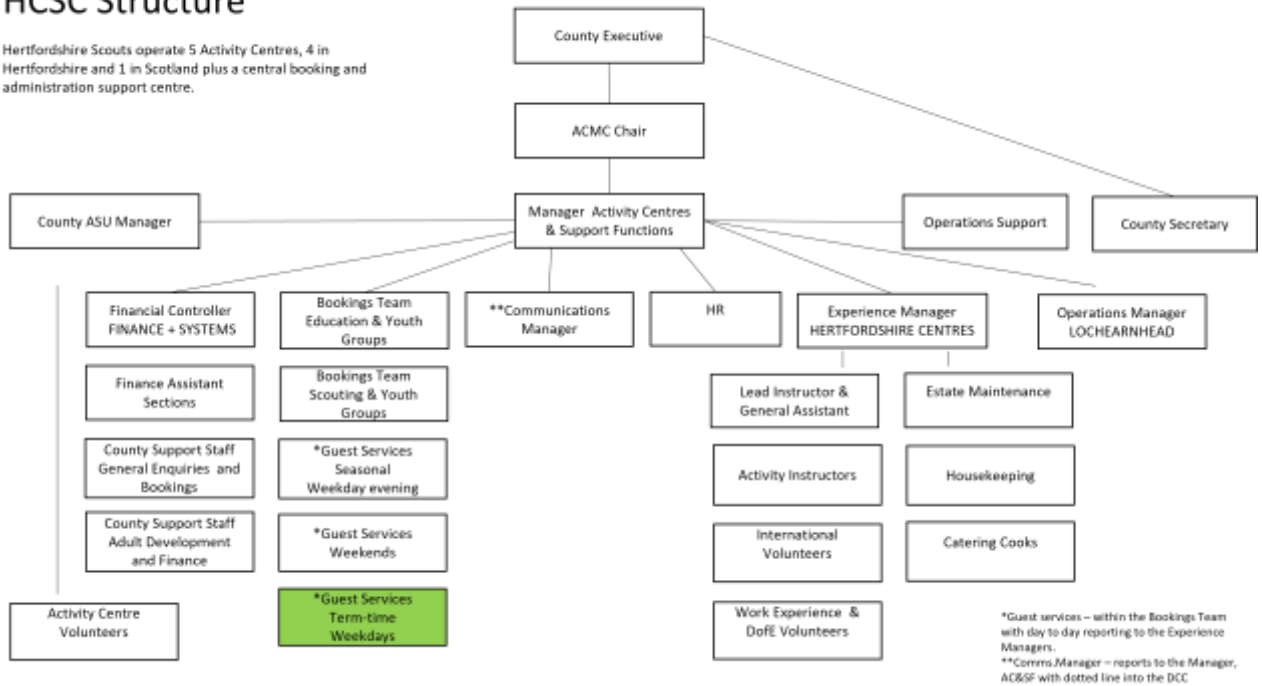 HCSC Structure
Hertfordshire Scouts operate 5 Activity Centres, 4 in
Hertfordshire and 1 in Scotland plus a central booking and
administration support centre.
County Executive
ACMC Chair
County ASU Manager
Manager Activity Centres
& Support Functions
Operations Support
County Secretary
Financial Controller
FINANCE + SYSTEMS
Bookings Team
Education & Youth
Groups
**Communications
Manager
HR
Experience Manager
HERTFORDSHIRE CENTRES
Operations Manager
LOCHEARNHEAD
Finance Assistant
Sections
Bookings Team
Scouting & Youth
Groups
Lead Instructor &
General Assistant
Estate Maintenance
County Support Staff
General Enquiries and
Bookings
*Guest Services
Seasonal
Weekday evening
Activity Instructors
Housekeeping
County Support Staff
Adult Development
and Finance
*Guest Services
Weekends
International
Volunteers
Catering Cooks
Activity Centre
Volunteers
*Guest Services
Term-time
Weekdays
Work Experience &
DofE Volunteers
*Guest services – within the Bookings Team
with day to day reporting to the Experience
Managers.
**Comms.Manager – reports to the Manager,
AC&SF with dotted line into the DCC